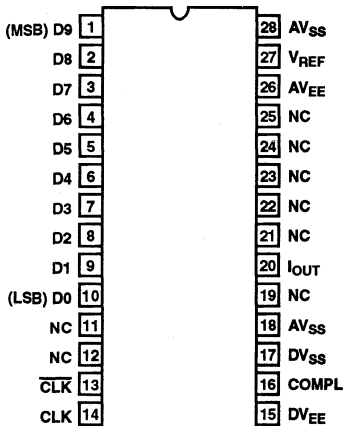 (MSB) D9 1 28 AVSS
D8 2 27 VREF
D7 3 26 AVEE
D6 4 25 NC
D5 5 24 NC
D4 6 23 NC
D3 7 22 NC
D2 8 21 NC
D1 9 20 IOUT
(LSB) D0 10 19 NC
NC 11 18 AVSS
NC 12 17 DVSS
C̅L̅K̅ 13 16 COMPL
CLK 14 15 DVEE